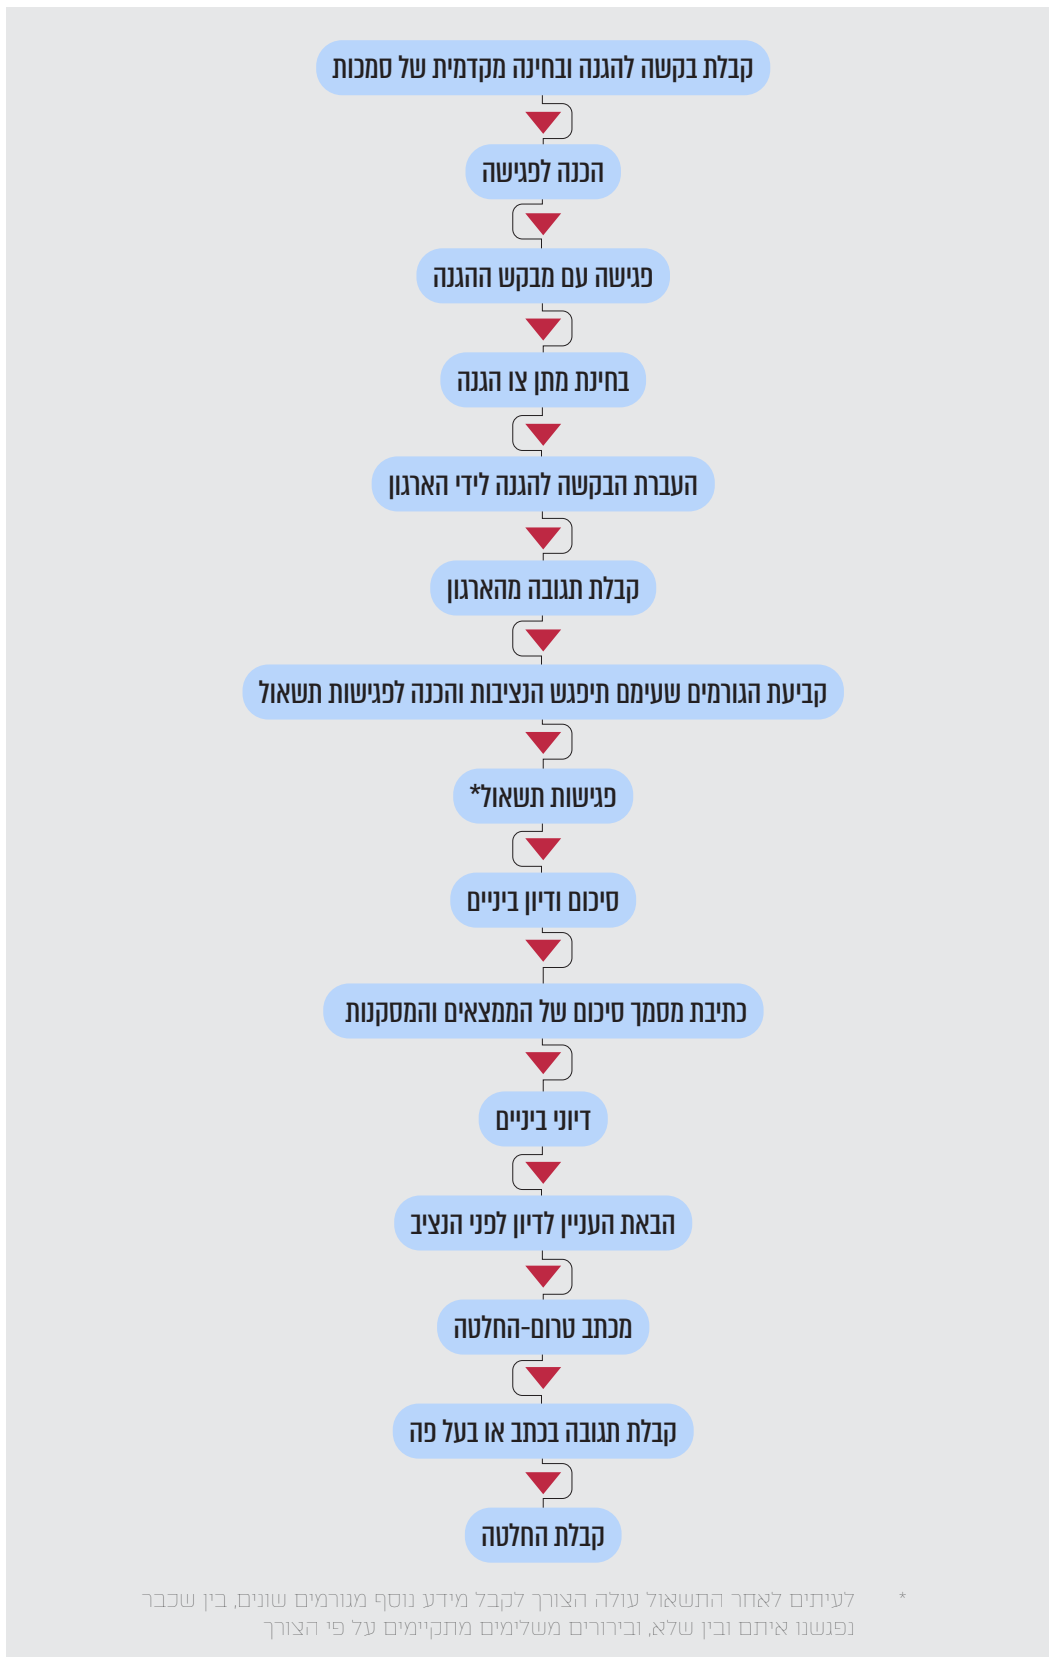 קבלת בקשה להגנה ובחינה מקדמית של סמכות
הכנה לפגישה
פגישה עם מבקש ההגנה
בחינת מתן צו הגנה
העברת הבקשה להגנה לידי הארגון
קבלת תגובה מהארגון
קביעת הגורמים שעימם תיפגש הנציבות והכנה לפגישות תשאול
פגישות תשאול*
סיכום ודיון ביניים
כתיבת מסמך סיכום של הממצאים והמסקנות
דיוני ביניים
הבאת העניין לדיון לפני הנציב
מכתב טרום-החלטה
קבלת תגובה בכתב או בעל פה
קבלת החלטה
* לעיתים לאחר התשאול עולה הצורך לקבל מידע נוסף מגורמים שונים, בין שכבר
נפגשנו איתם ובין שלא, ובירורים משלימים מתקיימים על פי הצורך